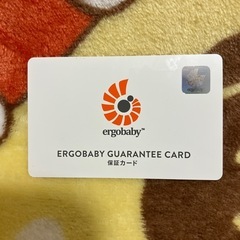 ergobaby™
ERGOBABY GUARANTEE CARD
保証カード